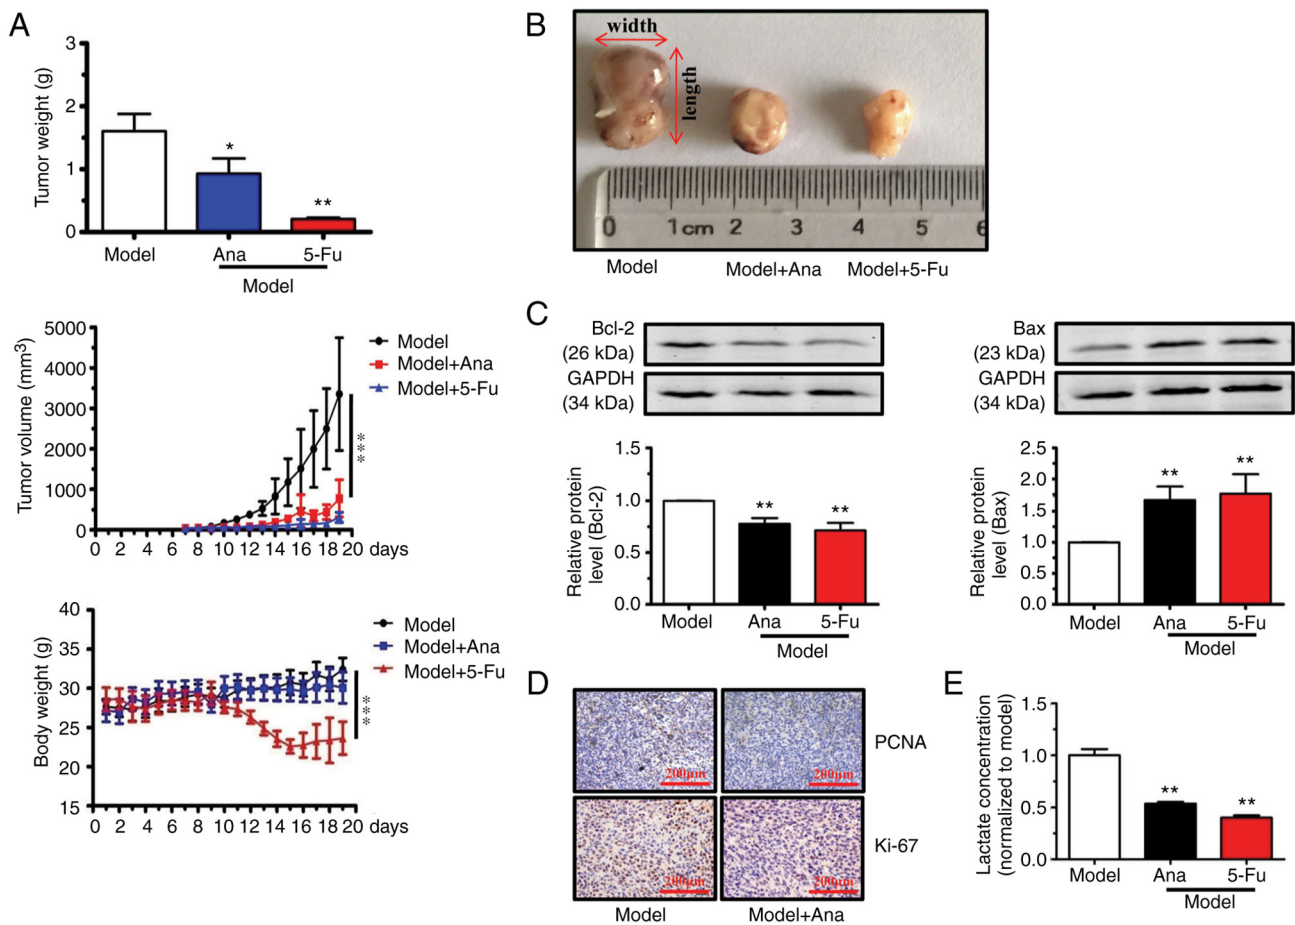 A
Tumor weight (g)
3
2
1
0
*
**
Model
Ana
5-Fu
Model
Tumor volume (mm3)
5000
4000
3000
2000
1000
0
0 2 4 6 8 10 12 14 16 18 20 days
Model
Model+Ana
Model+5-Fu
***
Body weight (g)
40
35
30
25
20
15
0 2 4 6 8 10 12 14 16 18 20 days
Model
Model+Ana
Model+5-Fu
***
B
width
length
0 1cm 2 3 4 5 6
Model
Model+Ana
Model+5-Fu
C
Bcl-2
(26 kDa)
GAPDH
(34 kDa)
Relative protein
level (Bcl-2)
1.5
1.0
0.5
0.0
**
**
Model
Ana
5-Fu
Model
Bax
(23 kDa)
GAPDH
(34 kDa)
Relative protein
level (Bax)
2.5
2.0
1.5
1.0
0.5
0.0
**
**
Model
Ana
5-Fu
Model
D
200μm
200μm
PCNA
200μm
200μm
Ki-67
Model
Model+Ana
E
Lactate concentration
(normalized to model)
1.5
1.0
0.5
0.0
**
**
Model
Ana
5-Fu
Model